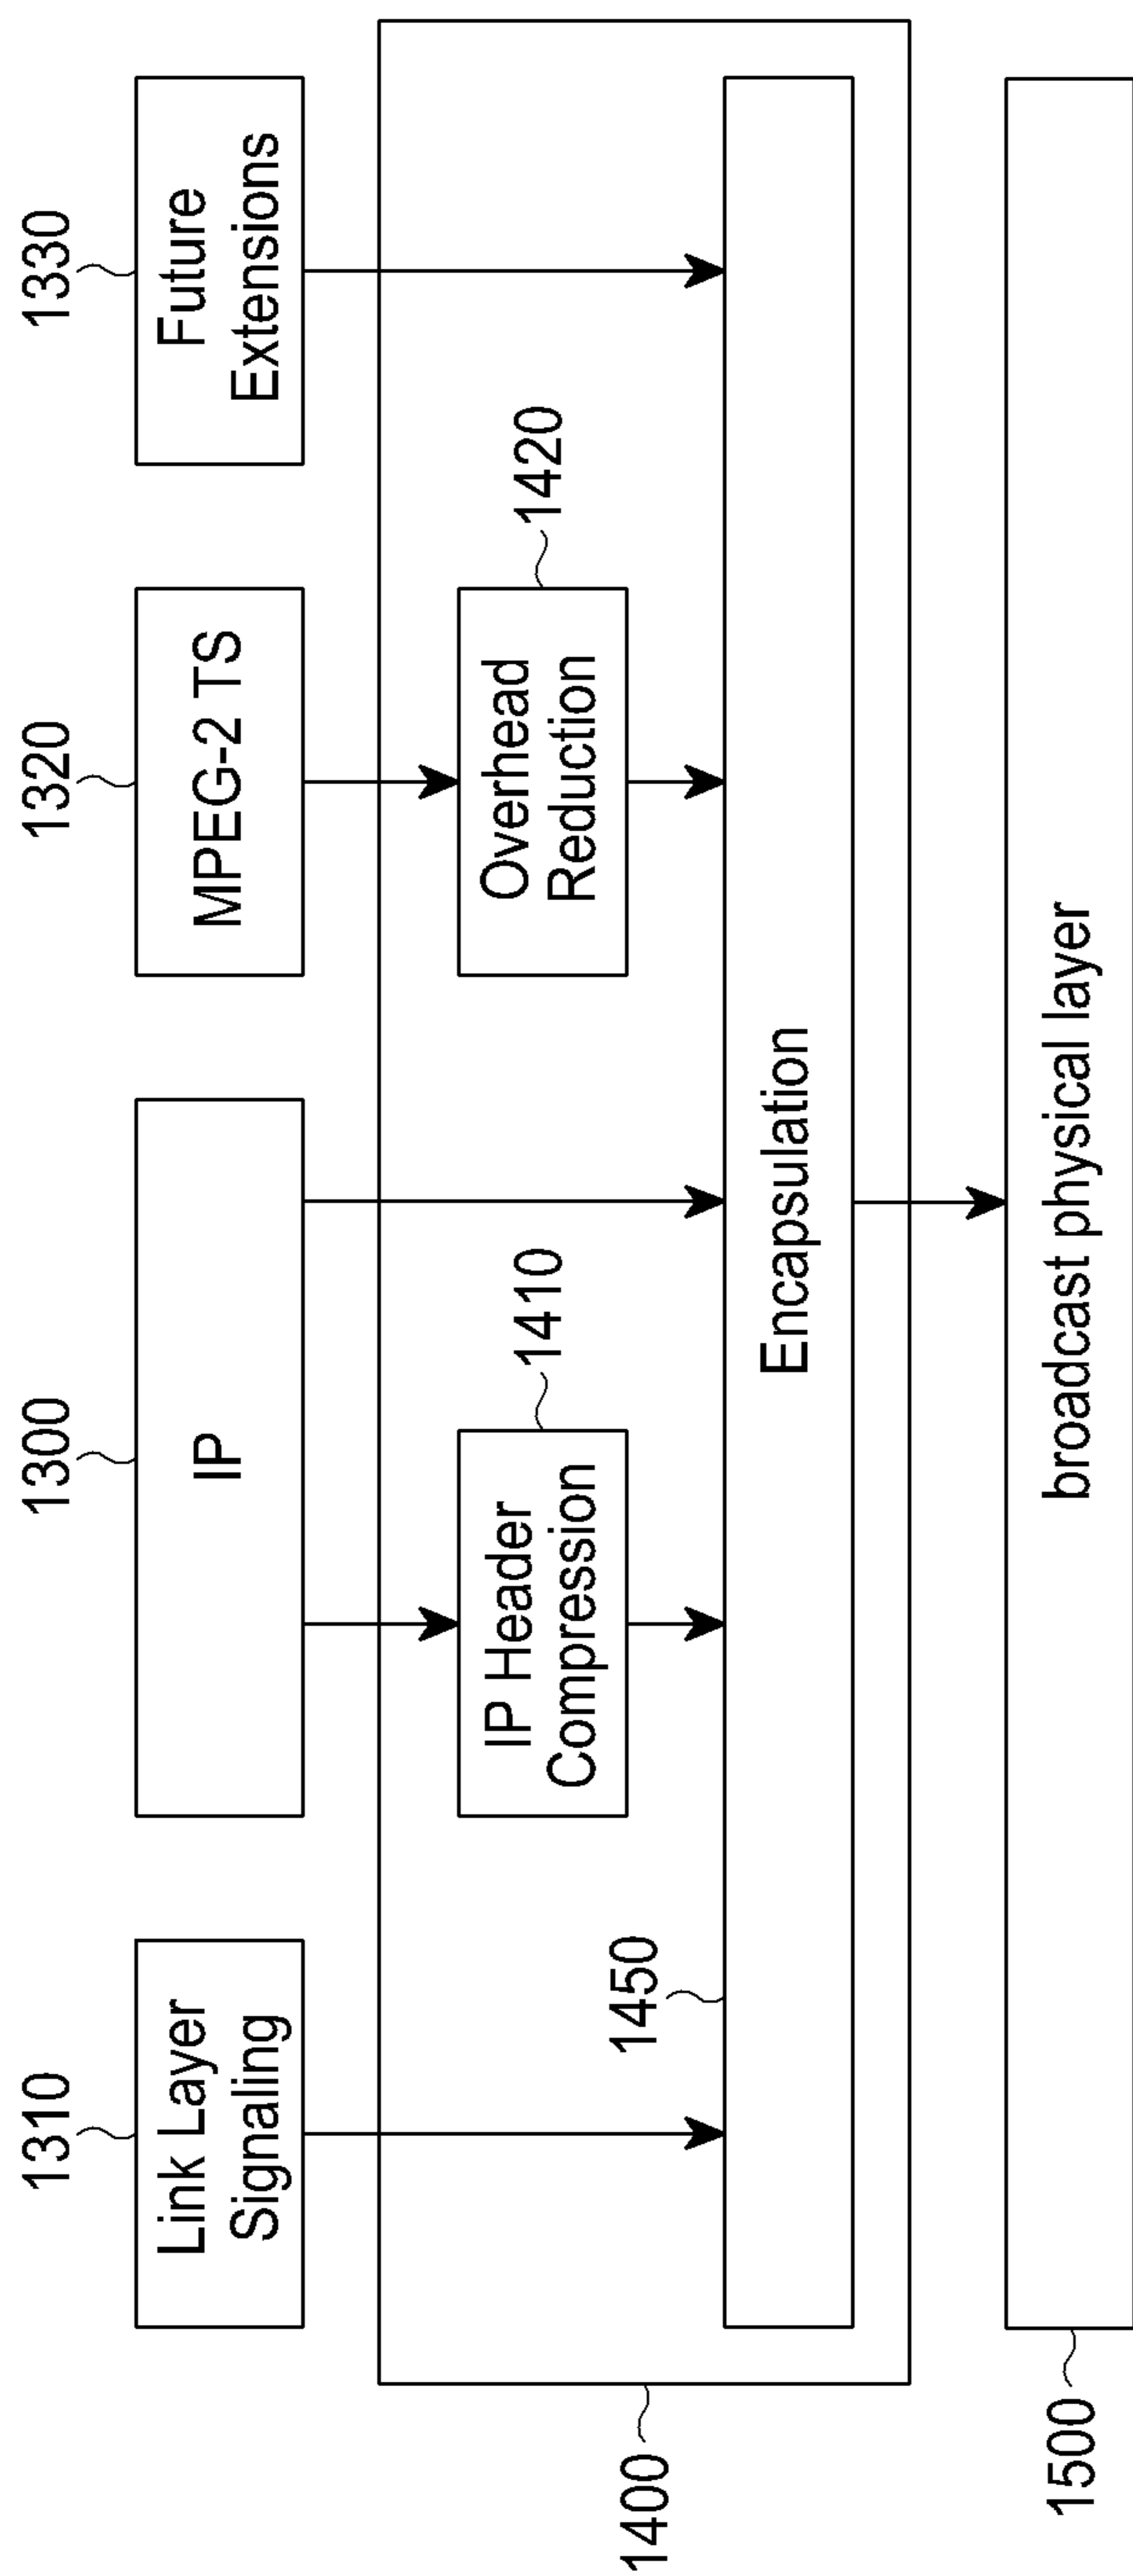 1310
1300
1320
1330
Link Layer
Signaling
IP
MPEG-2 TS
Future
Extensions
1410
1420
IP Header
Compression
Overhead
Reduction
1450
1400
Encapsulation
1500
broadcast physical layer